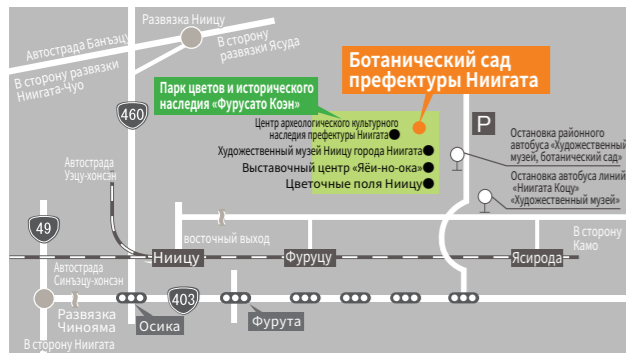 Развязка Ниицу
Автострада Банъэцу
В сторону
развязки Ясуда
В сторону развязки
Ниигата-Чуо
Ботанический сад
префектуры Ниигата
Парк цветов и исторического
наследия «Фурусато Коэн»
460
Центр археологического культурного
наследия префектуры Ниигата
Художественный музей Ниицу города Ниигата
Выставочный центр «Яёи-но-ока»
Цветочные поля Ниицу
P
Остановка районного
автобуса «Художественный
музей, ботанический сад»
Остановка автобуса линий
«Ниигата Коцу»
«Художественный музей»
Автострада
Уэцу-хонсэн
49
восточный выход
В сторону
Камо
Ниицу
Фуруцу
Ясирода
Автострада
Синъэцу-хонсэн
403
Развязка
Чинояма
Осика
Фурута
В сторону Ниигата